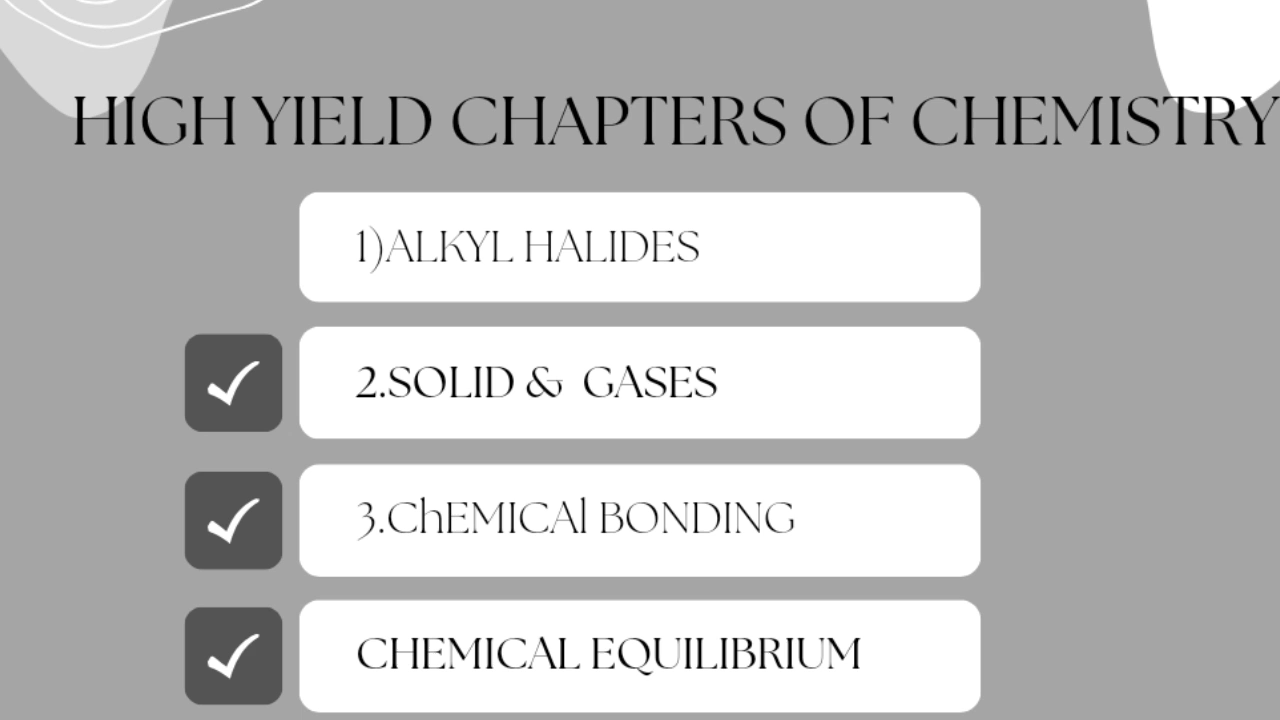 HIGH YIELD CHAPTERS OF CHEMISTRY
1)ALKYL HALIDES
2.SOLID & GASES
3.ChEMICAl BONDING
CHEMICAL EQUILIBRIUM